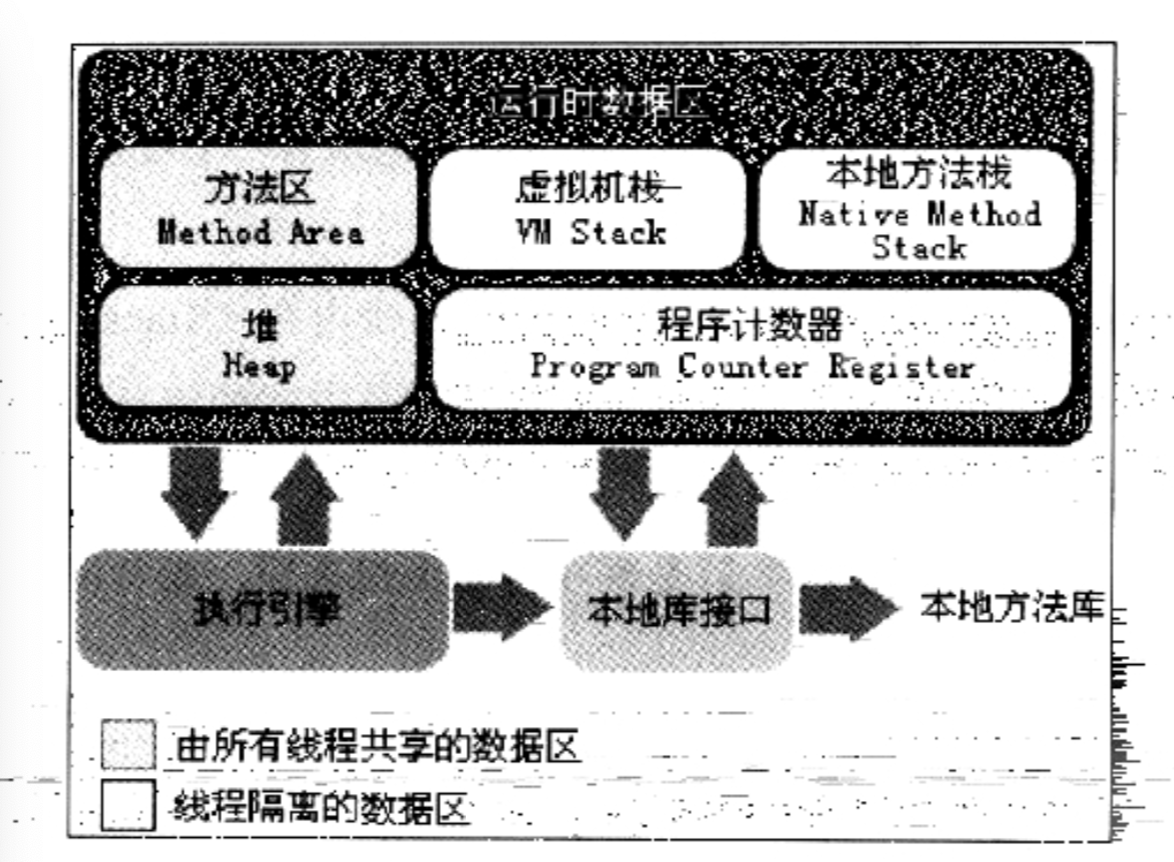 运行时数据区
方法区
Method Area
虚拟机栈
VM Stack
本地方法栈
Native Method
Stack
堆
Heap
程序计数器
Program Counter Register
执行引擎
本地库接口
本地方法库
由所有线程共享的数据区
线程隔离的数据区